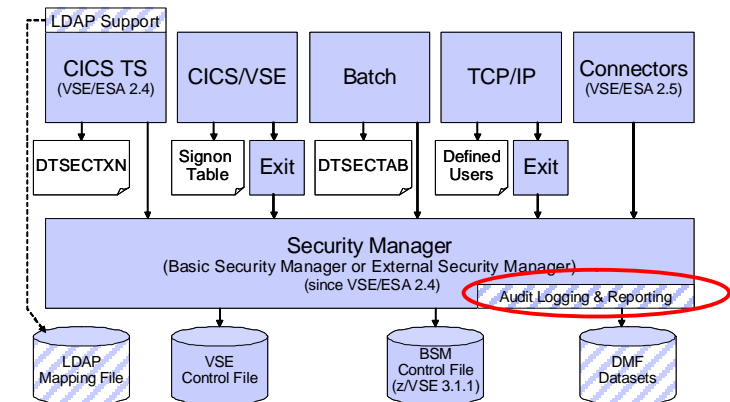 LDAP Support
CICS TS
(VSE/ESA 2.4)
CICS/VSE
Batch
TCP/IP
Connectors
(VSE/ESA 2.5)
DTSECTXN
Signon
Table
Exit
DTSECTAB
Defined
Users
Exit
Security Manager
(Basic Security Manager or External Security Manager)
(since VSE/ESA 2.4)
Audit Logging & Reporting
LDAP
Mapping File
VSE
Control File
BSM
Control File
(z/VSE 3.1.1)
DMF
Datasets